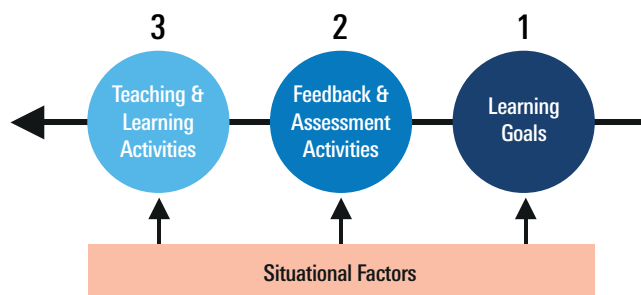 3
2
1
Teaching &
Learning
Activities
Feedback &
Assessment
Activities
Learning
Goals
Situational Factors